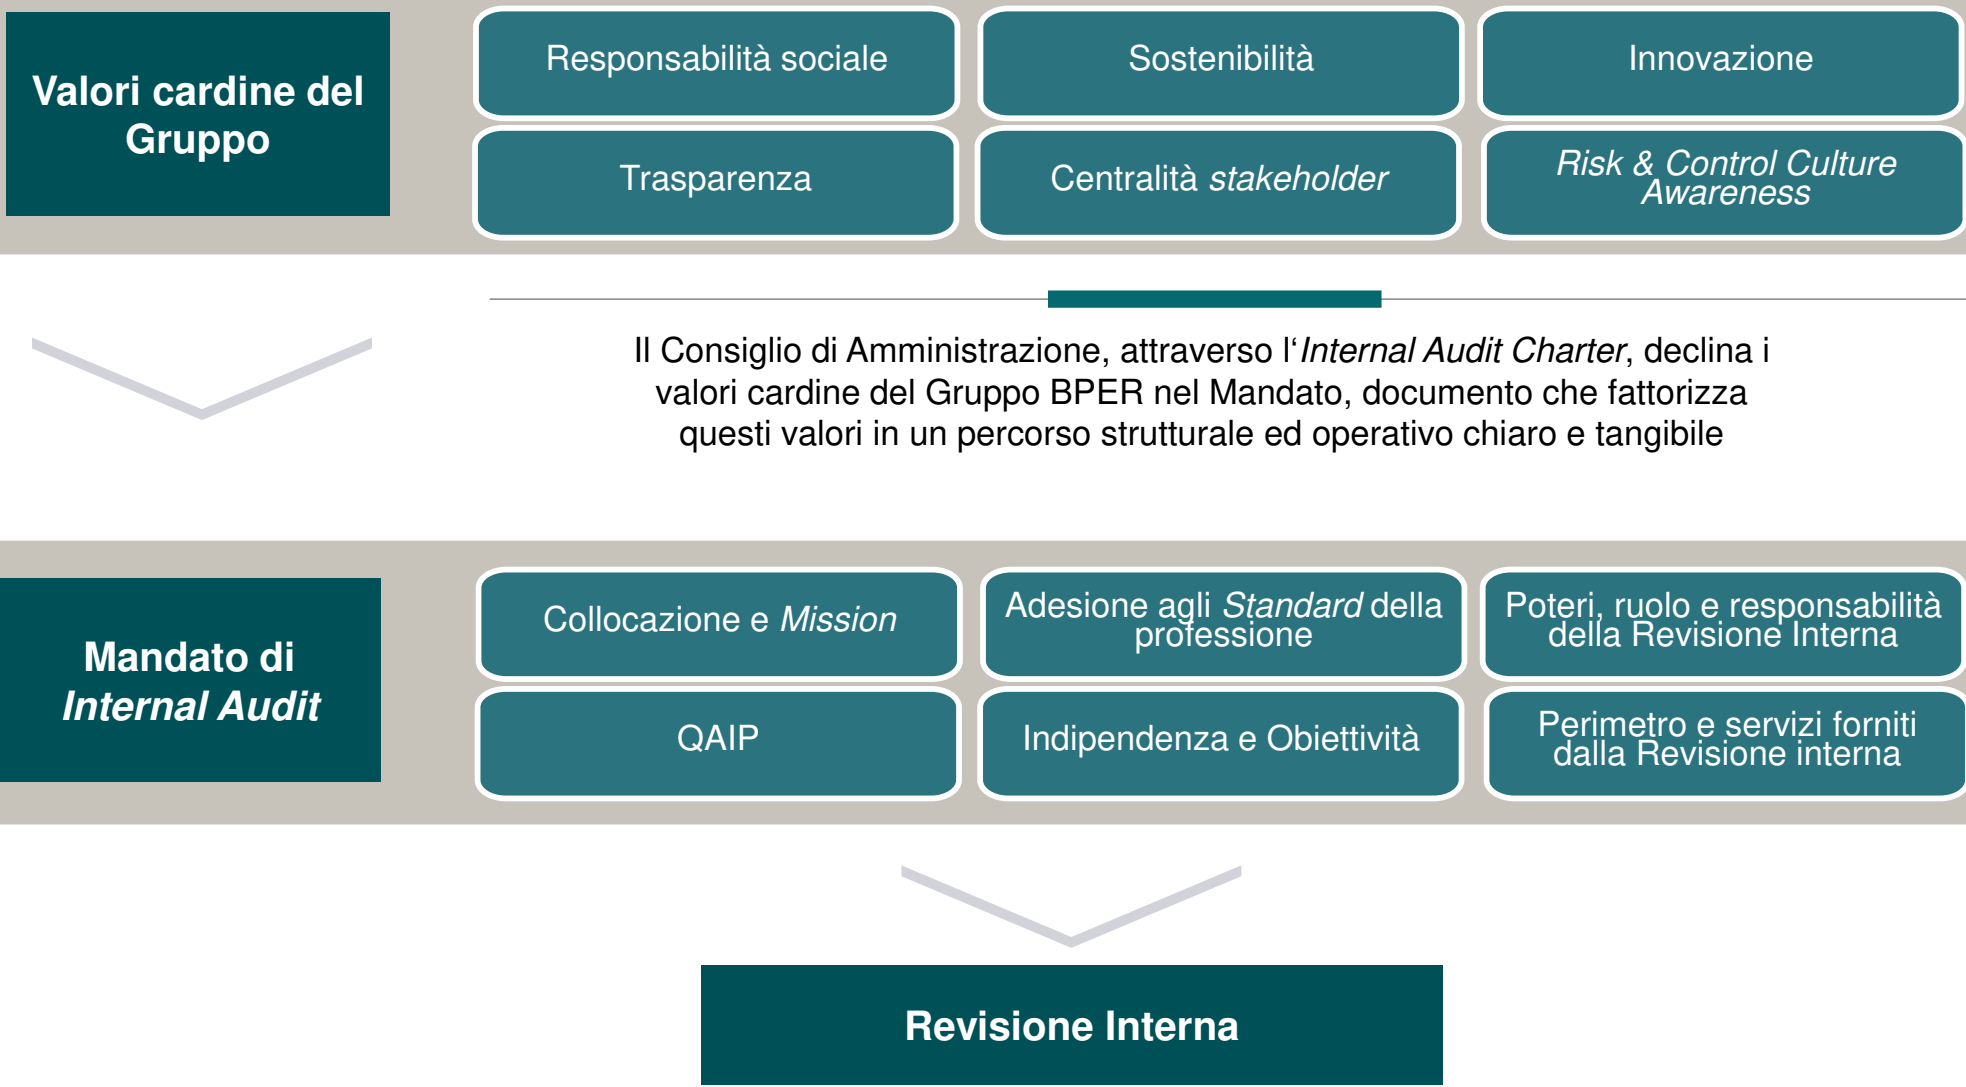 Valori cardine del
Gruppo
Responsabilità sociale
Sostenibilità
Innovazione
Trasparenza
Centralità stakeholder
Risk & Control Culture
Awareness
Il Consiglio di Amministrazione, attraverso l‘Internal Audit Charter, declina i
valori cardine del Gruppo BPER nel Mandato, documento che fattorizza
questi valori in un percorso strutturale ed operativo chiaro e tangibile
Mandato di
Internal Audit
Collocazione e Mission
Adesione agli Standard della
professione
Poteri, ruolo e responsabilità
della Revisione Interna
QAIP
Indipendenza e Obiettività
Perimetro e servizi forniti
dalla Revisione interna
Revisione Interna